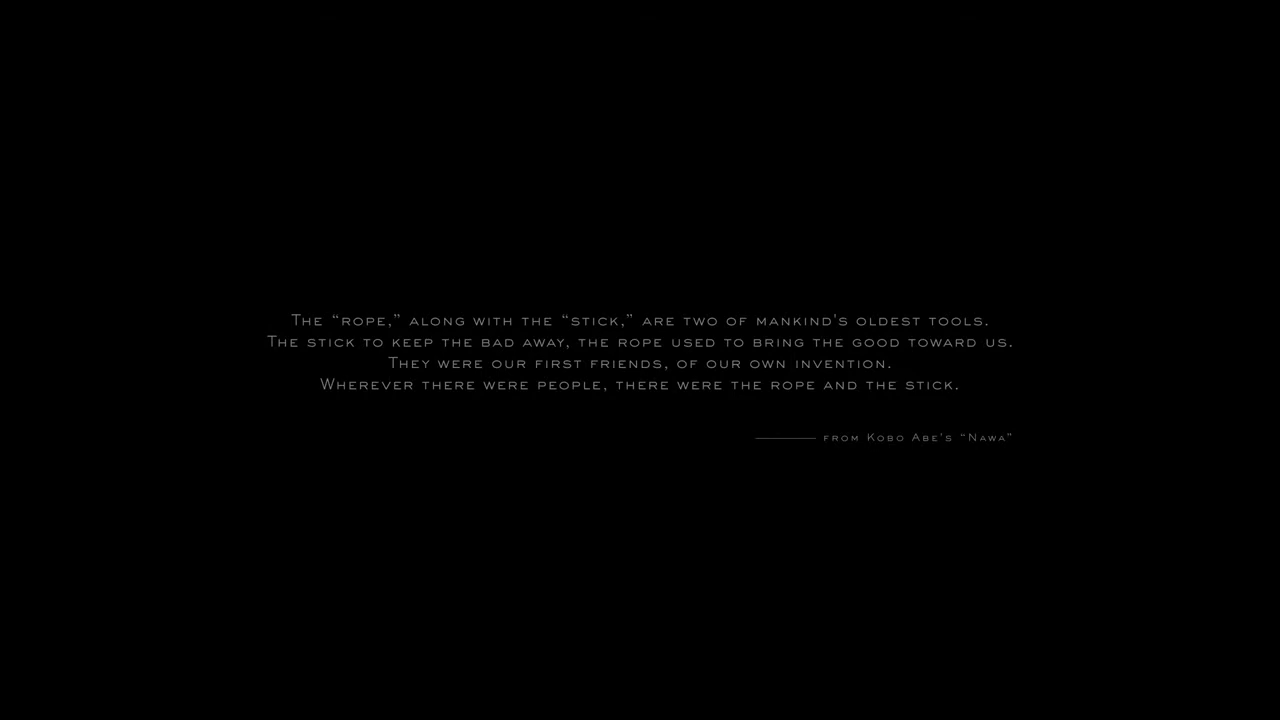 The “rope,” along with the “stick,” are two of mankind's oldest tools.
The stick to keep the bad away, the rope used to bring the good toward us.
They were our first friends, of our own invention.
Wherever there were people, there were the rope and the stick.
——— from Kobo Abe's “Nawa”